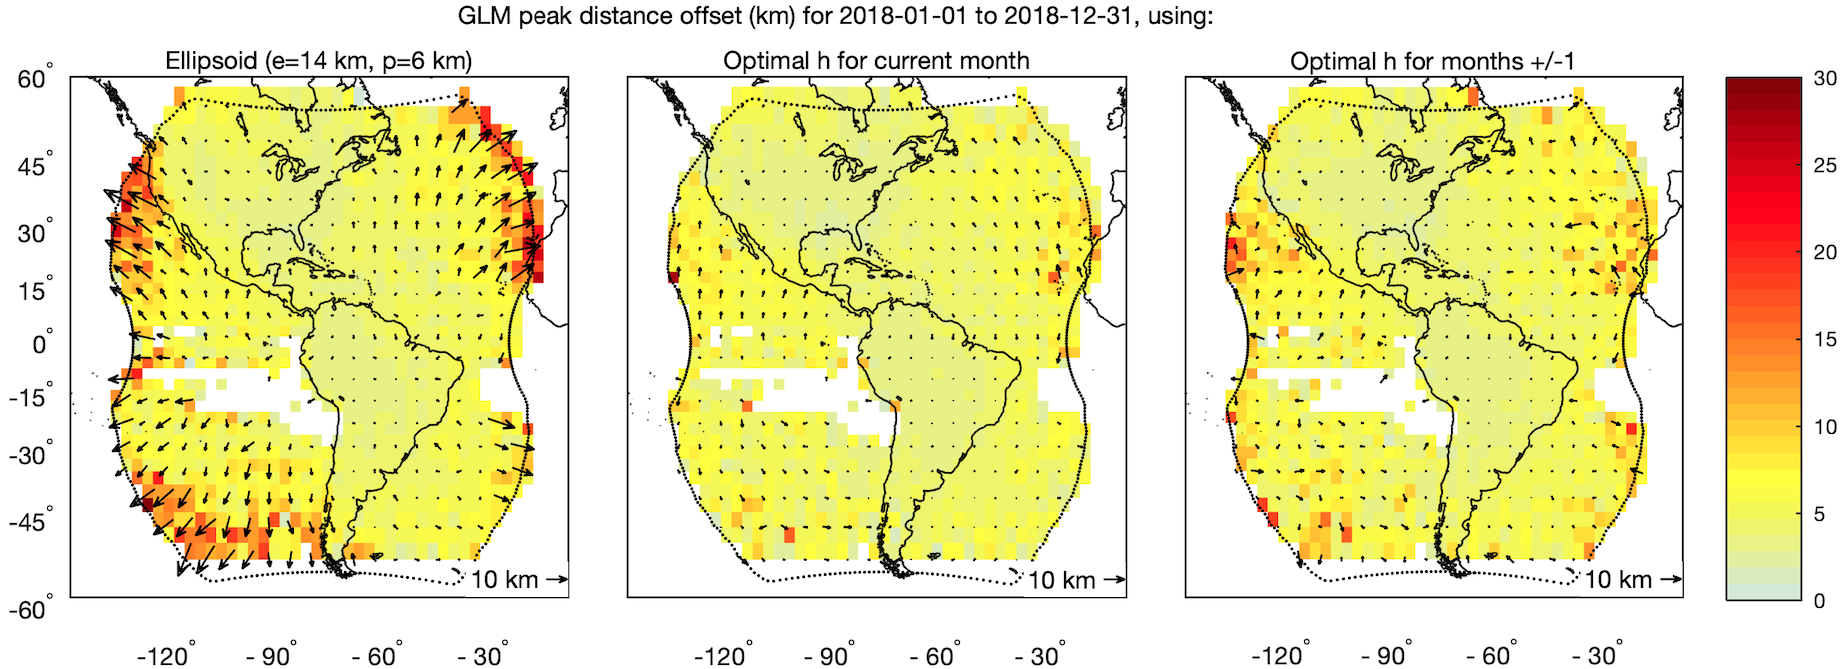 GLM peak distance offset (km) for 2018-01-01 to 2018-12-31, using:
Ellipsoid (e=14 km, p=6 km)
Optimal h for current month
Optimal h for months +/-1
60°
45°
30°
15°
0°
-15°
-30°
-45°
-60°
10 km
10 km
10 km
-120° - 90° - 60° - 30°
-120° - 90° - 60° - 30°
-120° - 90° - 60° - 30°
30
25
20
15
10
5
0